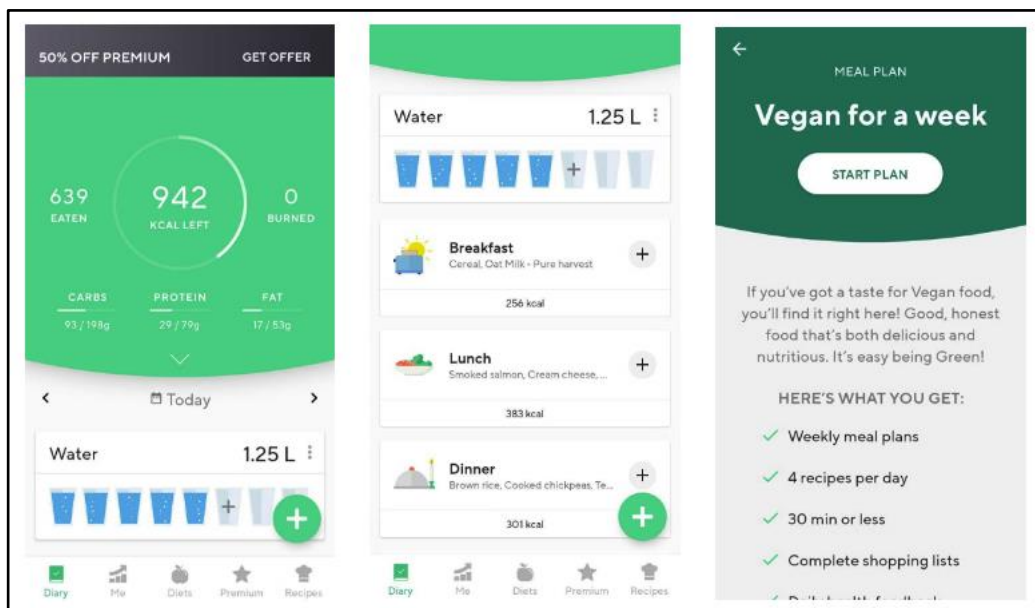 50% OFF PREMIUM GET OFFER
639
EATEN
942
KCAL LEFT
0
BURNED
CARBS PROTEIN FAT
93 / 198g 29 / 79g 17 / 53g
< Today >
Water 1.25 L
+
+
Diary Me Diets Premium Recipes
Water 1.25 L
+
Breakfast
Cereal, Oat Milk - Pure harvest
+
256 kcal
Lunch
Smoked salmon, Cream cheese, ...
+
383 kcal
Dinner
Brown rice, Cooked chickpeas, Te...
+
301 kcal
+
Diary Me Diets Premium Recipes
MEAL PLAN
Vegan for a week
START PLAN
If you've got a taste for Vegan food,
you'll find it right here! Good, honest
food that's both delicious and
nutritious. It's easy being Green!
HERE'S WHAT YOU GET:
Weekly meal plans
4 recipes per day
30 min or less
Complete shopping lists